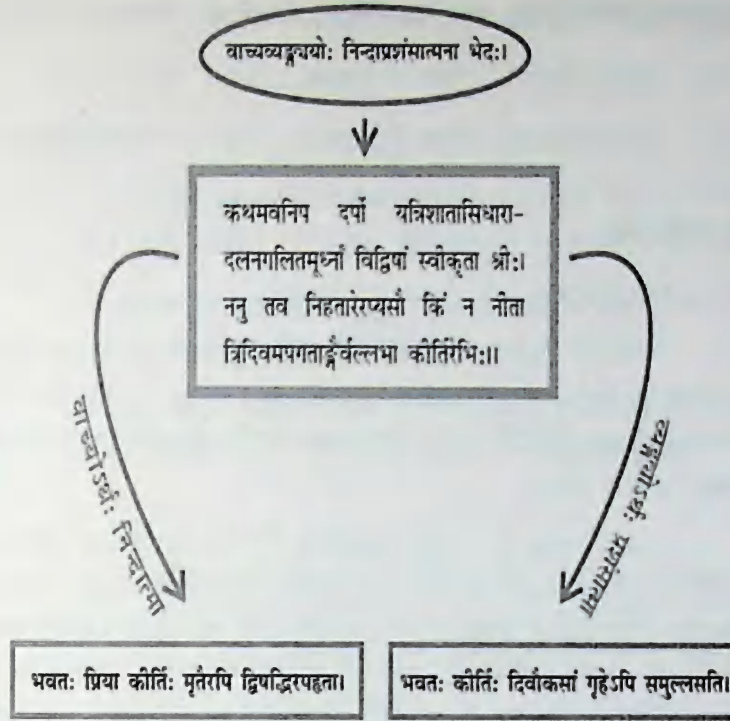 वाच्यव्यङ्ग्ययोः निन्दाप्रशंसात्मना भेदः।
कथमवनिप दर्पो यन्निशातासिधारा-
दलनगलितमूर्ध्नां विद्विषां स्वीकृता श्रीः।
ननु तव निहतारेरप्यसौ किं न नीता
त्रिदिवमपगताङ्गैर्वल्लभा कीर्तिरेभिः॥
वाच्योऽर्थः निन्दात्मा
व्यङ्ग्योऽर्थः प्रशंसात्मा
भवतः प्रिया कीर्तिः मृतैरपि द्विषद्भिरपहृता।
भवतः कीर्तिः दिवौकसां गृहेऽपि समुल्लसति।